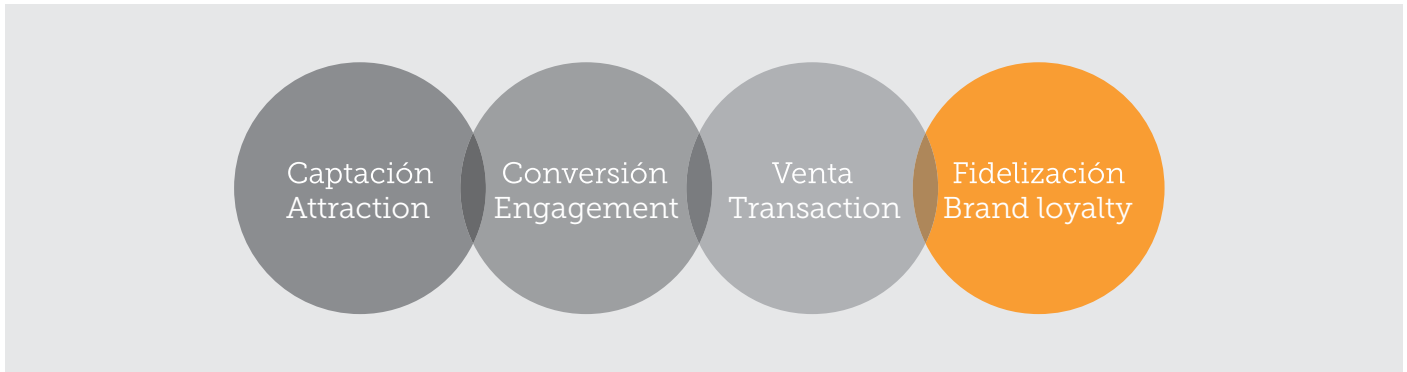 Captación
Attraction
Conversión
Engagement
Venta
Transaction
Fidelización
Brand loyalty